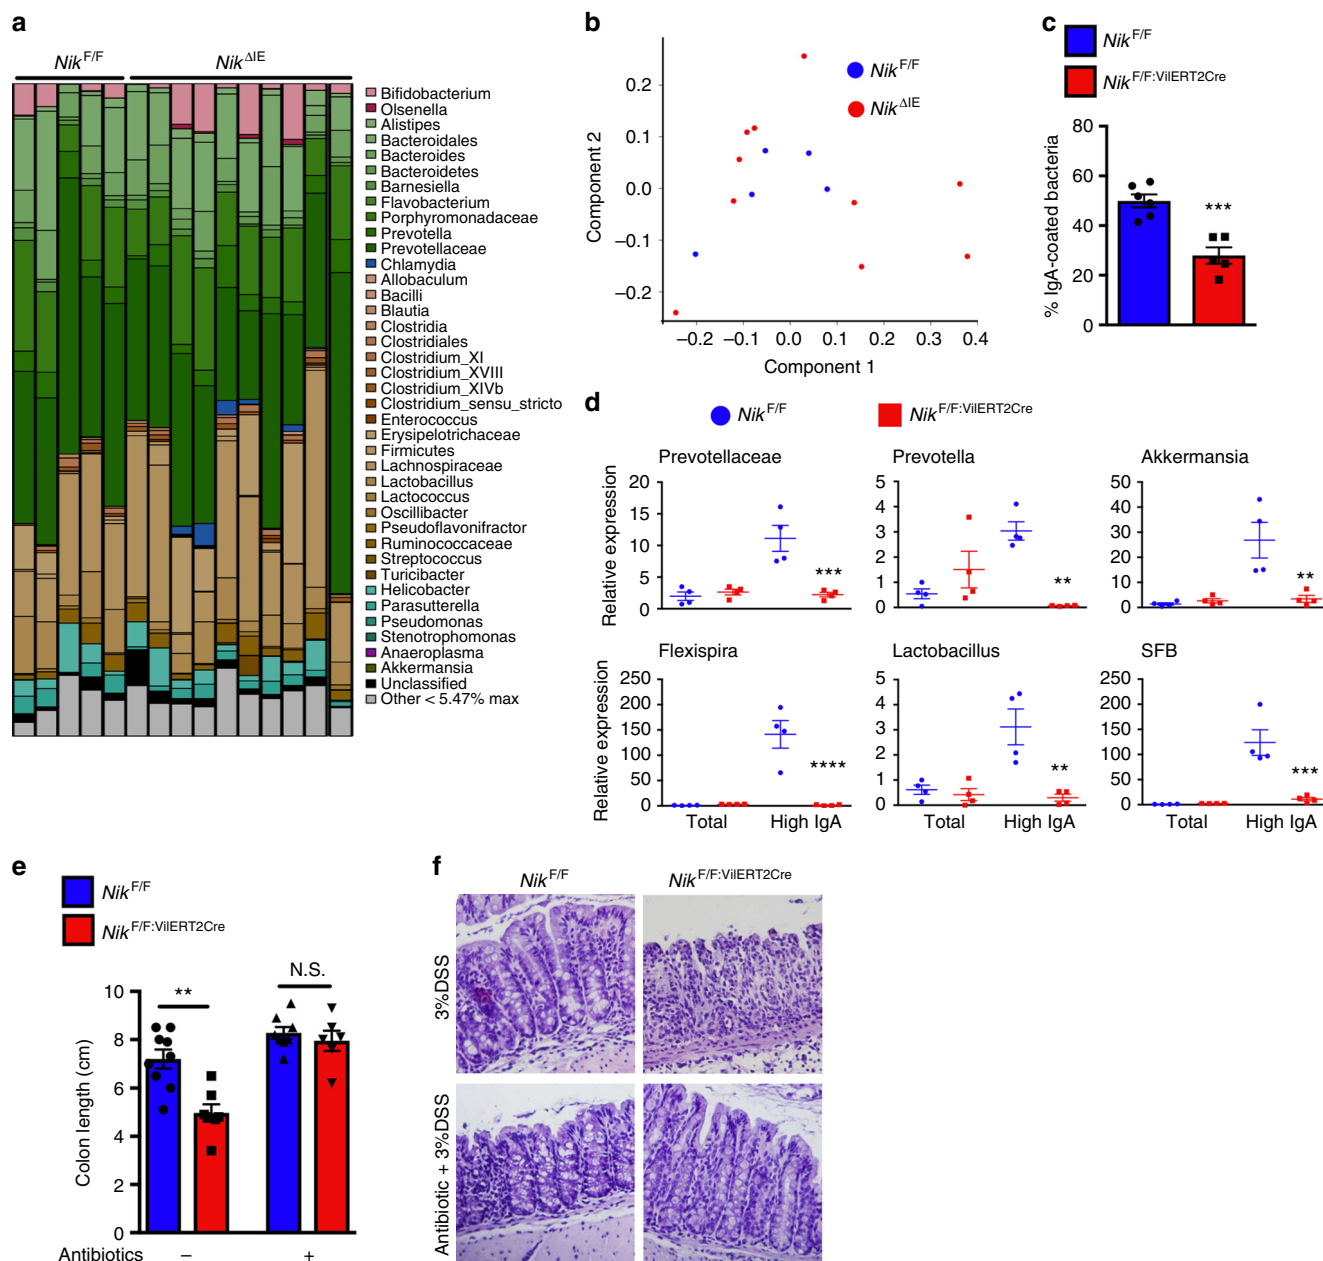 a
Nik F/F
Nik ΔIE
Bifidobacterium
Olsenella
Alistipes
Bacteroidales
Bacteroides
Bacteroidetes
Barnesiella
Flavobacterium
Porphyromonadaceae
Prevotella
Prevotellaceae
Chlamydia
Allobaculum
Bacilli
Blautia
Clostridia
Clostridiales
Clostridium_XI
Clostridium_XVIII
Clostridium_XIVb
Clostridium_sensu_stricto
Enterococcus
Erysipelotrichaceae
Firmicutes
Lachnospiraceae
Lactobacillus
Lactococcus
Oscillibacter
Pseudoflavonifractor
Ruminococcaceae
Streptococcus
Turicibacter
Helicobacter
Parasutterella
Pseudomonas
Stenotrophomonas
Anaeroplasma
Akkermansia
Unclassified
Other < 5.47% max
b
Nik F/F
Nik ΔIE
Component 2
0.2
0.1
0.0
–0.1
–0.2
–0.2 –0.1 0.0 0.1 0.2 0.3 0.4
Component 1
c
Nik F/F
Nik F/F:VilERT2Cre
% IgA-coated bacteria
80
60
40
20
0
***
d
Nik F/F
Nik F/F:VilERT2Cre
Prevotellaceae
Relative expression
20
15
10
5
0
***
Prevotella
5
4
3
2
1
0
**
Akkermansia
50
40
30
20
10
0
**
Flexispira
Relative expression
250
200
150
100
50
0
****
Total High IgA
Lactobacillus
5
4
3
2
1
0
**
Total High IgA
SFB
250
200
150
100
50
0
***
Total High IgA
e
Nik F/F
Nik F/F:VilERT2Cre
Colon length (cm)
10
8
6
4
2
0
**
N.S.
Antibiotics – +
f
Nik F/F
Nik F/F:VilERT2Cre
3%DSS
Antibiotic + 3%DSS